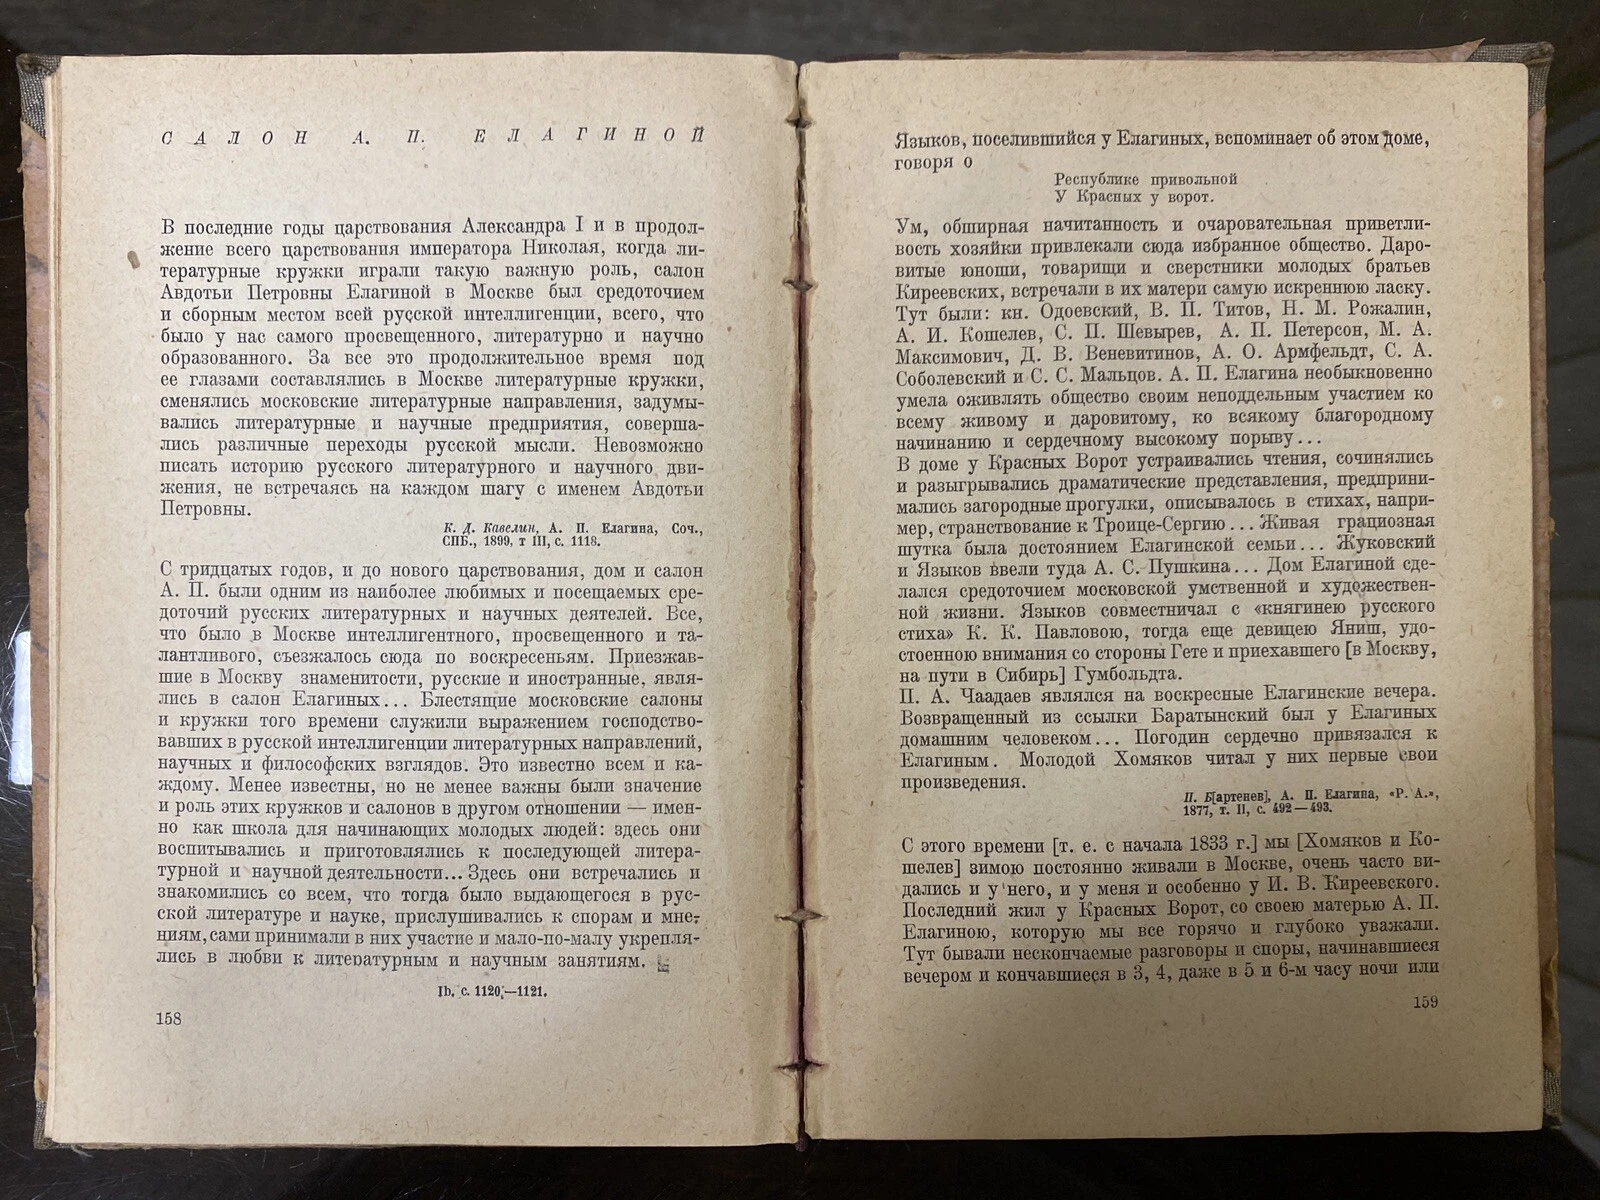 САЛОН А. П. ЕЛАГИНОЙ
В последние годы царствования Александра I и в продол-
жение всего царствования императора Николая, когда ли-
тературные кружки играли такую важную роль, салон
Авдотьи Петровны Елагиной в Москве был средоточием
и сборным местом всей русской интеллигенции, всего, что
было у нас самого просвещенного, литературно и научно
образованного. За все это продолжительное время под
ее глазами составлялись в Москве литературные кружки,
сменялись московские литературные направления, задумы-
вались литературные и научные предприятия, соверша-
лись различные переходы русской мысли. Невозможно
писать историю русского литературного и научного дви-
жения, не встречаясь на каждом шагу с именем Авдотьи
Петровны.
К. Д. Кавелин, А. П. Елагина, Соч.,
СПБ., 1899, т III, с. 1118.
С тридцатых годов, и до нового царствования, дом и салон
А. П. были одним из наиболее любимых и посещаемых сре-
доточий русских литературных и научных деятелей. Все,
что было в Москве интеллигентного, просвещенного и та-
лантливого, съезжалось сюда по воскресеньям. Приезжав-
шие в Москву знаменитости, русские и иностранные, явля-
лись в салон Елагиных... Блестящие московские салоны
и кружки того времени служили выражением господство-
вавших в русской интеллигенции литературных направлений,
научных и философских взглядов. Это известно всем и ка-
ждому. Менее известны, но не менее важны были значение
и роль этих кружков и салонов в другом отношении — имен-
но как школа для начинающих молодых людей: здесь они
воспитывались и приготовлялись к последующей литера-
турной и научной деятельности... Здесь они встречались и
знакомились со всем, что тогда было выдающегося в рус-
ской литературе и науке, прислушивались к спорам и мне-
ниям, сами принимали в них участие и мало-по-малу укрепля-
лись в любви к литературным и научным занятиям.
Ib, с. 1120,—1121.
158
Языков, поселившийся у Елагиных, вспоминает об этом доме,
говоря о
Республике привольной
У Красных у ворот.
Ум, обширная начитанность и очаровательная приветли-
вость хозяйки привлекали сюда избранное общество. Даро-
витые юноши, товарищи и сверстники молодых братьев
Киреевских, встречали в их матери самую искреннюю ласку.
Тут были: кн. Одоевский, В. П. Титов, Н. М. Рожалин,
А. И. Кошелев, С. П. Шевырев, А. П. Петерсон, М. А.
Максимович, Д. В. Веневитинов, А. О. Армфельдт, С. А.
Соболевский и С. С. Мальцов. А. П. Елагина необыкновенно
умела оживлять общество своим неподдельным участием ко
всему живому и даровитому, ко всякому благородному
начинанию и сердечному высокому порыву...
В доме у Красных Ворот устраивались чтения, сочинялись
и разыгрывались драматические представления, предприни-
мались загородные прогулки, описывалось в стихах, напри-
мер, странствование к Троице-Сергию... Живая грациозная
шутка была достоянием Елагинской семьи... Жуковский
и Языков ввели туда А. С. Пушкина... Дом Елагиной сде-
лался средоточием московской умственной и художествен-
ной жизни. Языков совместничал с «княгинею русского
стиха» К. К. Павловою, тогда еще девицею Яниш, удо-
стоенною внимания со стороны Гете и приехавшего [в Москву,
на пути в Сибирь] Гумбольдта.
П. А. Чаадаев являлся на воскресные Елагинские вечера.
Возвращенный из ссылки Баратынский был у Елагиных
домашним человеком... Погодин сердечно привязался к
Елагиным. Молодой Хомяков читал у них первые свои
произведения.
П. Б[артенев], А. П. Елагина, «Р. А.»,
1877, т. II, с. 492—493.
С этого времени [т. е. с начала 1833 г.] мы [Хомяков и Ко-
шелев] зимою постоянно живали в Москве, очень часто ви-
дались и у него, и у меня и особенно у И. В. Киреевского.
Последний жил у Красных Ворот, со своею матерью А. П.
Елагиною, которую мы все горячо и глубоко уважали.
Тут бывали нескончаемые разговоры и споры, начинавшиеся
вечером и кончавшиеся в 3, 4, даже в 5 и 6-м часу ночи или
159